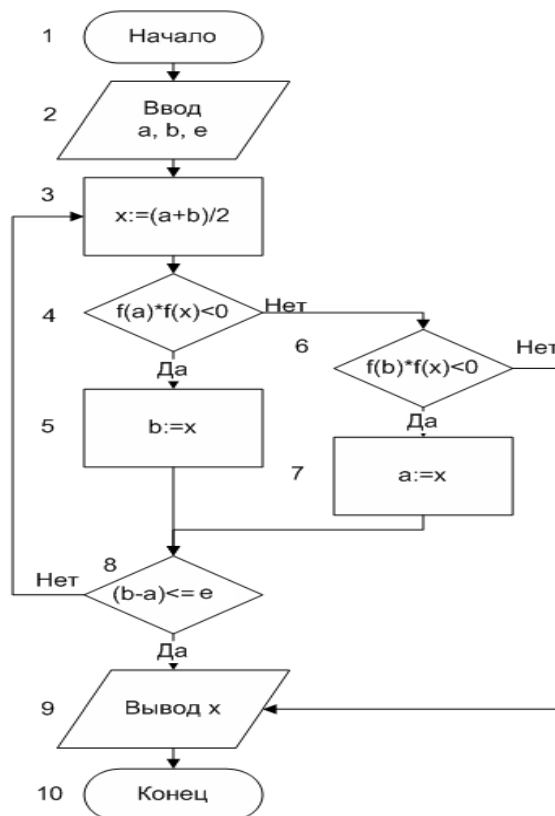 1
Начало
2
Ввод
a, b, e
3
x:=(a+b)/2
4
f(a)*f(x)<0
Нет
Да
6
f(b)*f(x)<0
Нет
Да
5
b:=x
7
a:=x
8
(b-a)<= e
Нет
Да
9
Вывод x
10
Конец